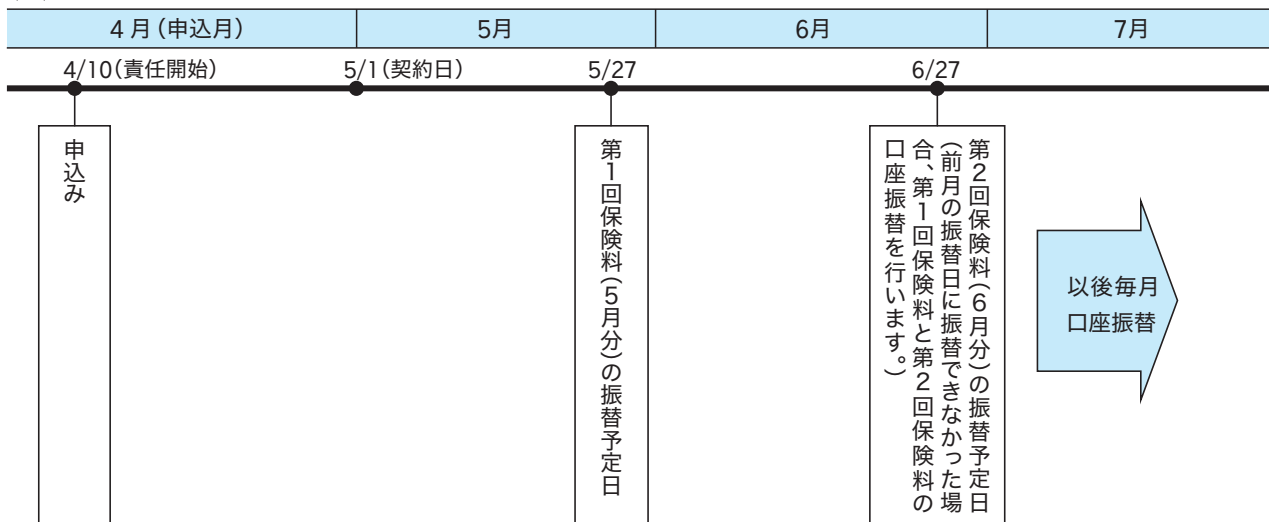 4月(申込月)
5月
6月
7月
4/10(責任開始)
5/1(契約日)
5/27
6/27
申込み
第1回保険料(5月分)の振替予定日
第2回保険料(6月分)の振替予定日
(前月の振替日に振替できなかった場
合、第1回保険料と第2回保険料の
口座振替を行います。)
以後毎月
口座振替